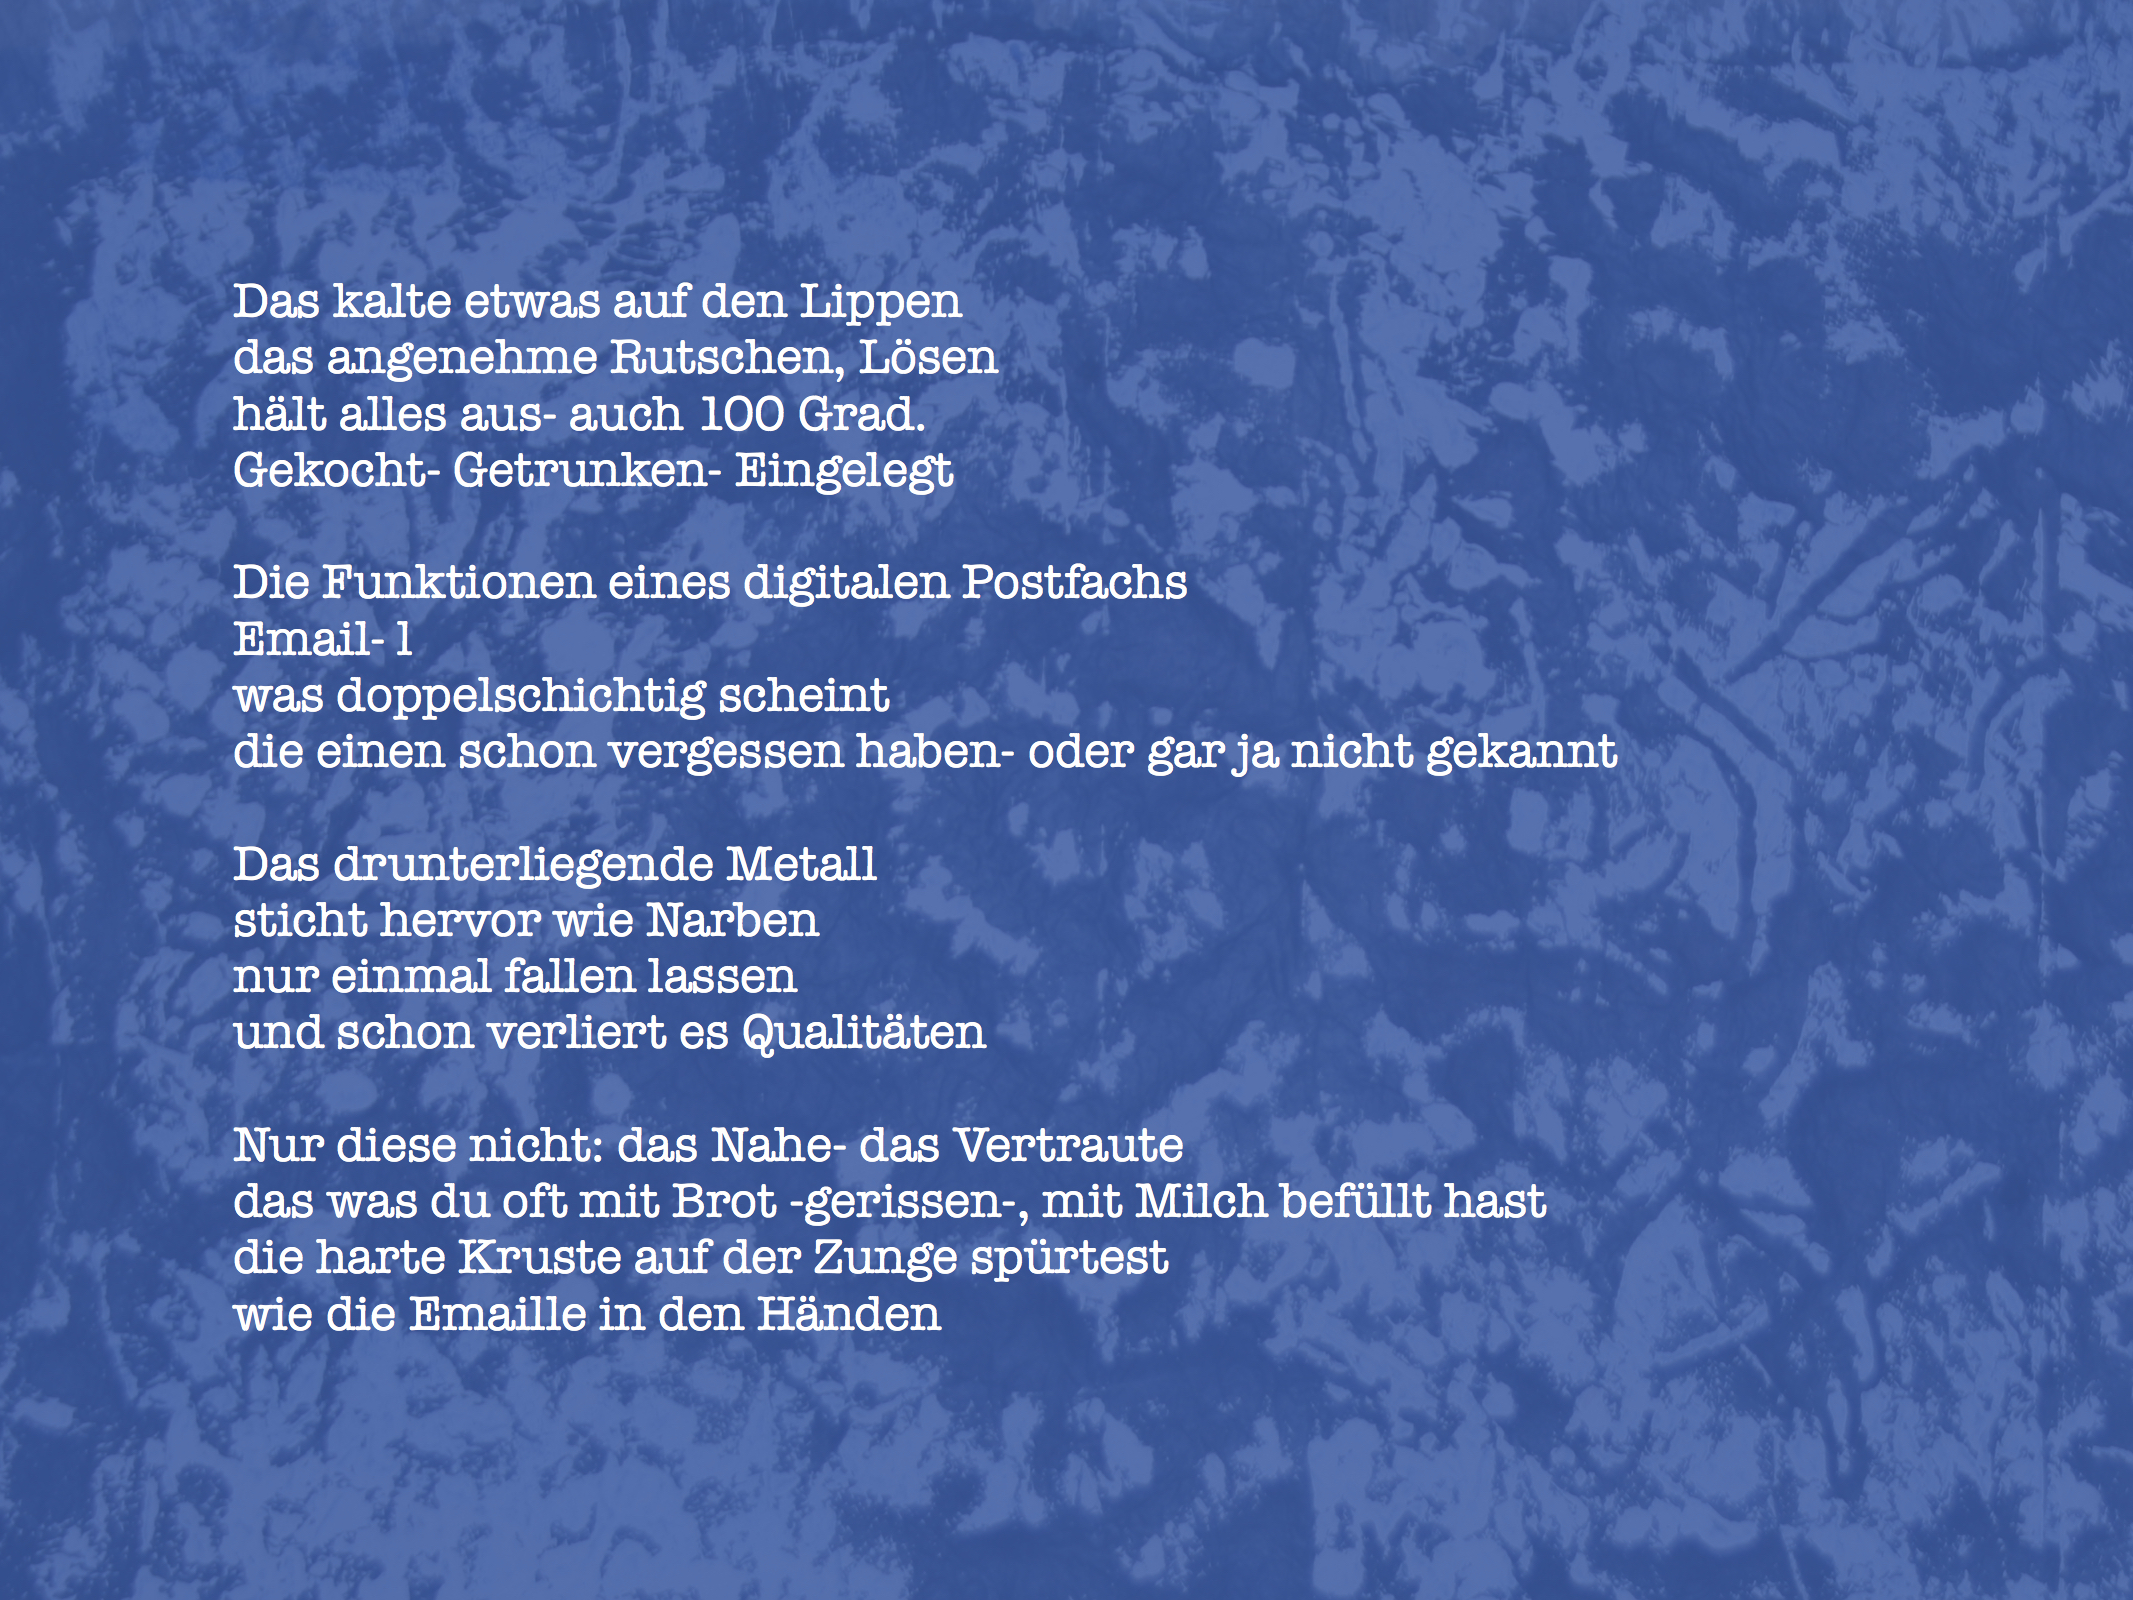 Das kalte etwas auf den Lippen
das angenehme Rutschen, Lösen
hält alles aus- auch 100 Grad.
Gekocht- Getrunken- Eingelegt
Die Funktionen eines digitalen Postfachs
Email- l
was doppelschichtig scheint
die einen schon vergessen haben- oder gar ja nicht gekannt
Das drunterliegende Metall
sticht hervor wie Narben
nur einmal fallen lassen
und schon verliert es Qualitäten
Nur diese nicht: das Nahe- das Vertraute
das was du oft mit Brot -gerissen-, mit Milch befüllt hast
die harte Kruste auf der Zunge spürtest
wie die Emaille in den Händen